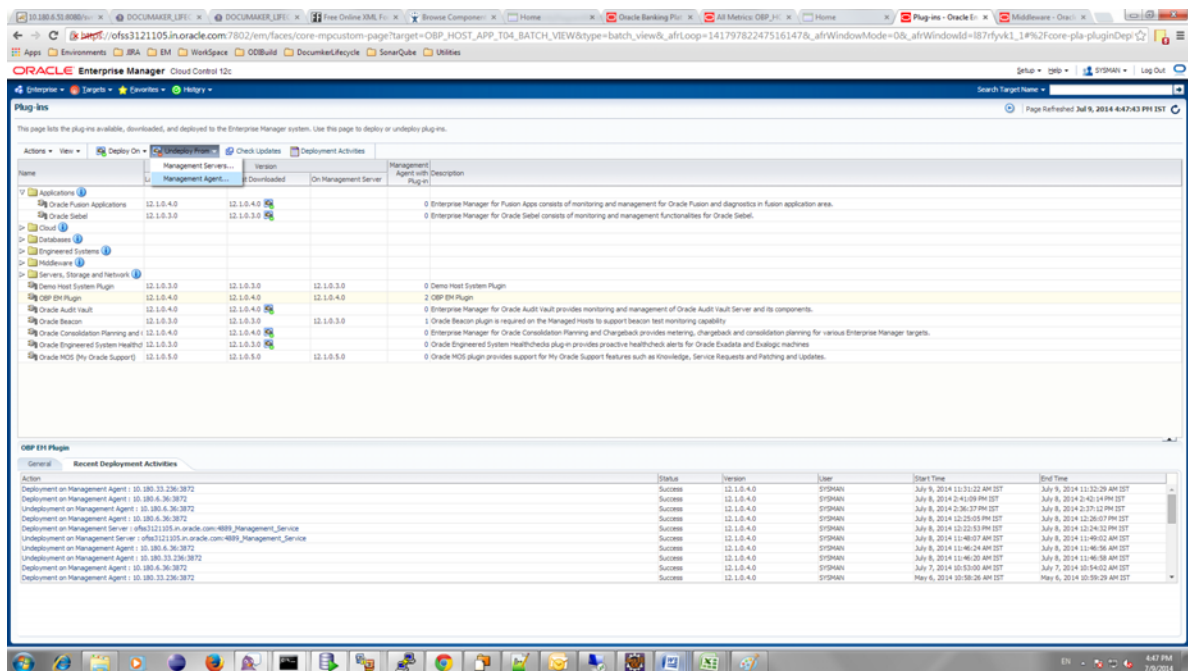 10.180.6.51:6080/
DOCUMAKER_LIFEC
DOCUMAKER_LIFEC
Free Online XML Fo
Browse Component
Home
Oracle Banking Pla
All Metrics: OBP_H
Home
Plug-ins - Oracle En
Middleware - Oracl
Apps Environments JIRA EM WorkSpace ODIBuild DocumkerLifecycle SonarQube Utilities
ORACLE Enterprise Manager Cloud Control 12c
Setup Help SYSMAN Log Out
Enterprise Targets Favorites History
Search Target Name
Plug-ins
Page Refreshed Jul 9, 2014 4:47:43 PM IST
This page lists the plug-ins available, downloaded, and deployed to the Enterprise Manager system. Use this page to deploy or undeploy plug-ins.
Actions View Deploy On Undeploy From Check Updates Deployment Activities
Management Servers...
Management Agent...
Name
Version
Downloaded
On Management Server
Management Agent with Plug-in
Description
Applications
Oracle Fusion Applications 12.1.0.4.0 12.1.0.4.0 0 Enterprise Manager for Fusion Apps consists of monitoring and management for Oracle Fusion and diagnostics in fusion application area.
Oracle Siebel 12.1.0.3.0 12.1.0.3.0 0 Enterprise Manager for Oracle Siebel consists of monitoring and management functionalities for Oracle Siebel.
Cloud
Databases
Engineered Systems
Middleware
Servers, Storage and Network
Demo Host System Plugin 12.1.0.3.0 12.1.0.3.0 12.1.0.3.0 0 Demo Host System Plugin
OBP EM Plugin 12.1.0.4.0 12.1.0.4.0 12.1.0.4.0 2 OBP EM Plugin
Oracle Audit Vault 12.1.0.4.0 12.1.0.4.0 0 Enterprise Manager for Oracle Audit Vault provides monitoring and management of Oracle Audit Vault Server and its components.
Oracle Beacon 12.1.0.3.0 12.1.0.3.0 12.1.0.3.0 1 Oracle Beacon plugin is required on the Managed Hosts to support beacon test monitoring capability
Oracle Consolidation Planning and 12.1.0.4.0 12.1.0.4.0 0 Enterprise Manager for Oracle Consolidation Planning and Chargeback provides metering, chargeback and consolidation planning for various Enterprise Manager targets.
Oracle Engineered System Healthc 12.1.0.3.0 12.1.0.3.0 0 Oracle Engineered System Healthchecks plug-in provides proactive healthcheck alerts for Oracle Exadata and Exalogic machines
Oracle MOS (My Oracle Support) 12.1.0.5.0 12.1.0.5.0 12.1.0.5.0 0 Oracle MOS plugin provides support for My Oracle Support features such as Knowledge, Service Requests and Patching and Updates.
OBP EM Plugin
General Recent Deployment Activities
Action Status Version User Start Time End Time
Deployment on Management Agent : 10.180.33.236:3872 Success 12.1.0.4.0 SYSMAN July 9, 2014 11:31:22 AM IST July 9, 2014 11:32:29 AM IST
Deployment on Management Agent : 10.180.6.36:3872 Success 12.1.0.4.0 SYSMAN July 8, 2014 2:41:09 PM IST July 8, 2014 2:42:14 PM IST
Undeployment on Management Agent : 10.180.6.36:3872 Success 12.1.0.4.0 SYSMAN July 8, 2014 2:36:37 PM IST July 8, 2014 2:37:12 PM IST
Deployment on Management Agent : 10.180.6.36:3872 Success 12.1.0.4.0 SYSMAN July 8, 2014 12:25:05 PM IST July 8, 2014 12:26:07 PM IST
Deployment on Management Server : ofss3121105.in.oracle.com:4889_Management_Service Success 12.1.0.4.0 SYSMAN July 8, 2014 12:22:53 PM IST July 8, 2014 12:24:32 PM IST
Undeployment on Management Server : ofss3121105.in.oracle.com:4889_Management_Service Success 12.1.0.4.0 SYSMAN July 8, 2014 11:48:07 AM IST July 8, 2014 11:49:02 AM IST
Undeployment on Management Agent : 10.180.6.36:3872 Success 12.1.0.4.0 SYSMAN July 8, 2014 11:46:24 AM IST July 8, 2014 11:46:56 AM IST
Undeployment on Management Agent : 10.180.33.236:3872 Success 12.1.0.4.0 SYSMAN July 8, 2014 11:46:20 AM IST July 8, 2014 11:46:58 AM IST
Deployment on Management Agent : 10.180.6.36:3872 Success 12.1.0.4.0 SYSMAN July 7, 2014 10:53:00 AM IST July 7, 2014 10:54:02 AM IST
Deployment on Management Agent : 10.180.33.236:3872 Success 12.1.0.4.0 SYSMAN May 6, 2014 10:58:26 AM IST May 6, 2014 10:59:29 AM IST
EN
4:47 PM
7/9/2014